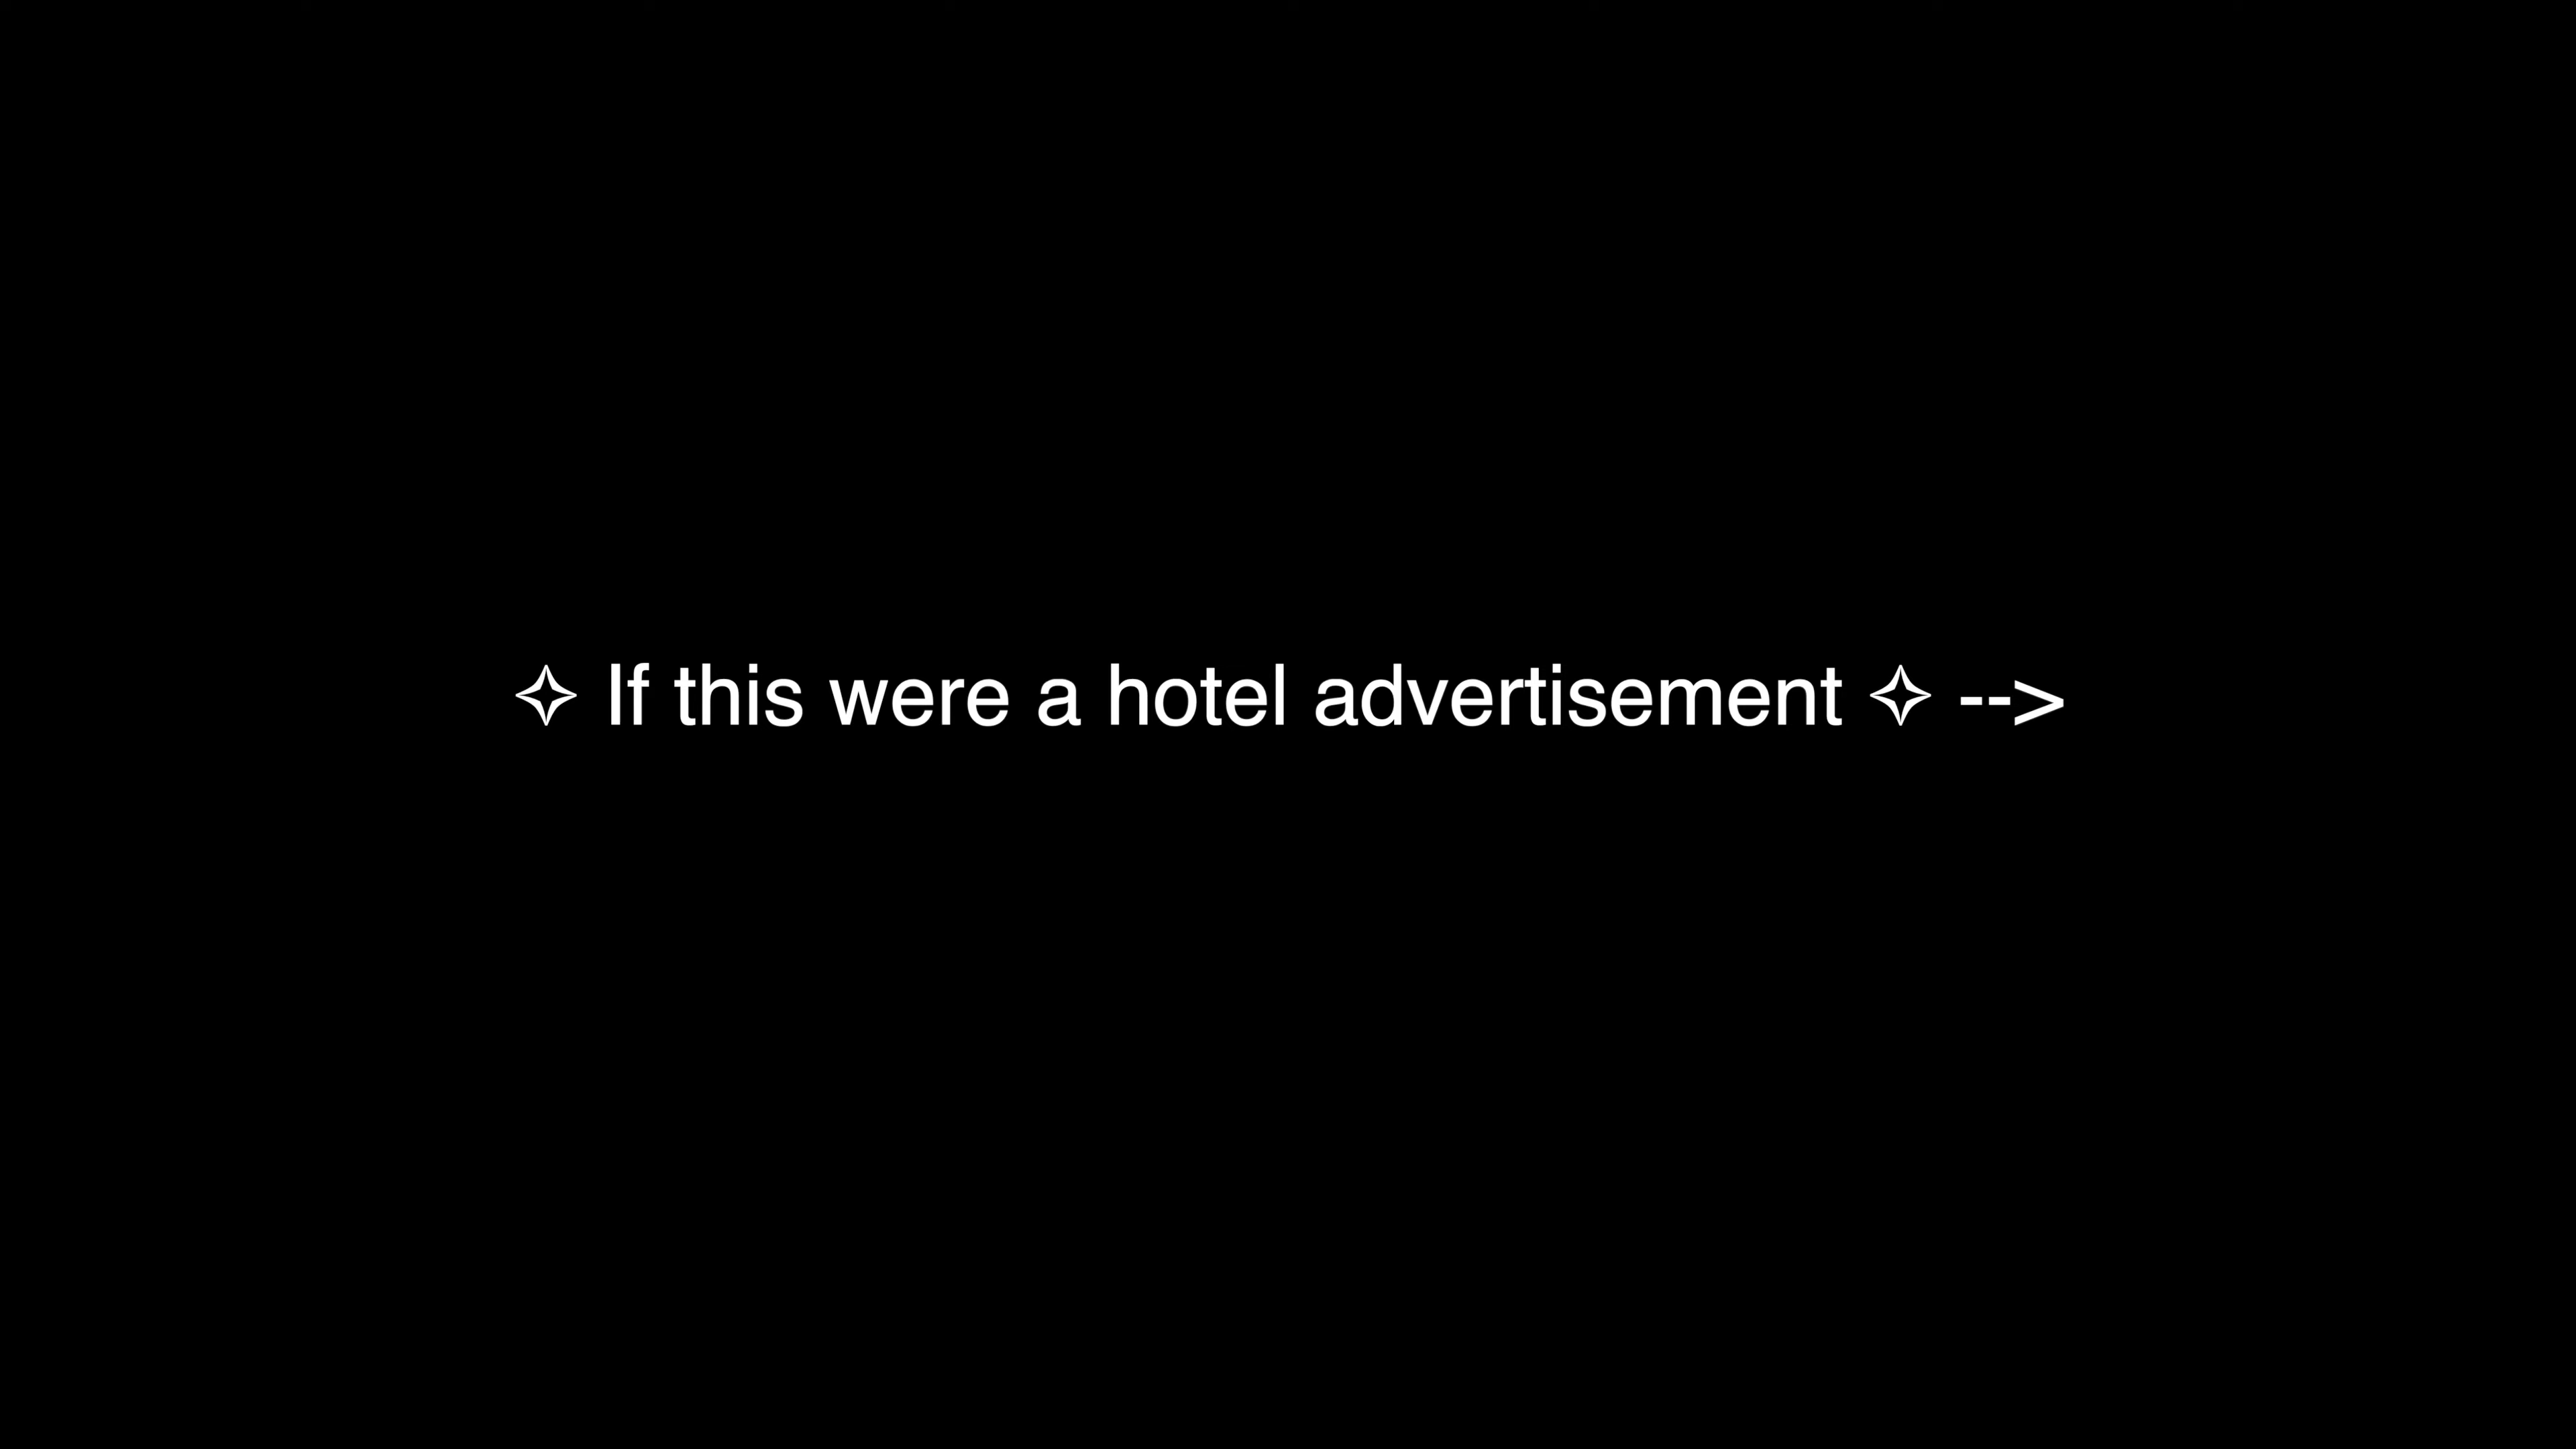 ✧ If this were a hotel advertisement ✧ -->